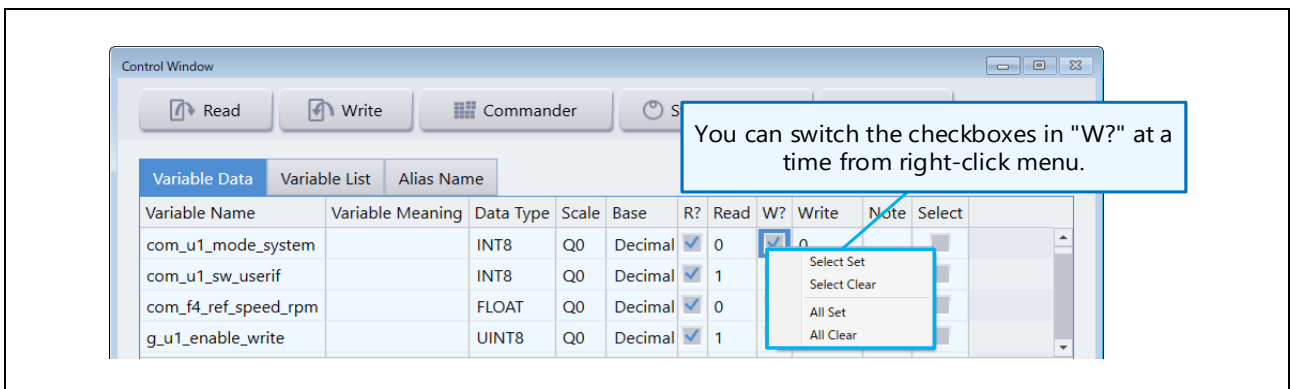 Control Window
Read Write Commander S
You can switch the checkboxes in "W?" at a
time from right-click menu.
Variable Data Variable List Alias Name
Variable Name Variable Meaning Data Type Scale Base R? Read W? Write Note Select
com_u1_mode_system INT8 Q0 Decimal 0 0
com_u1_sw_userif INT8 Q0 Decimal 1
com_f4_ref_speed_rpm FLOAT Q0 Decimal 0
g_u1_enable_write UINT8 Q0 Decimal 1
Select Set
Select Clear
All Set
All Clear